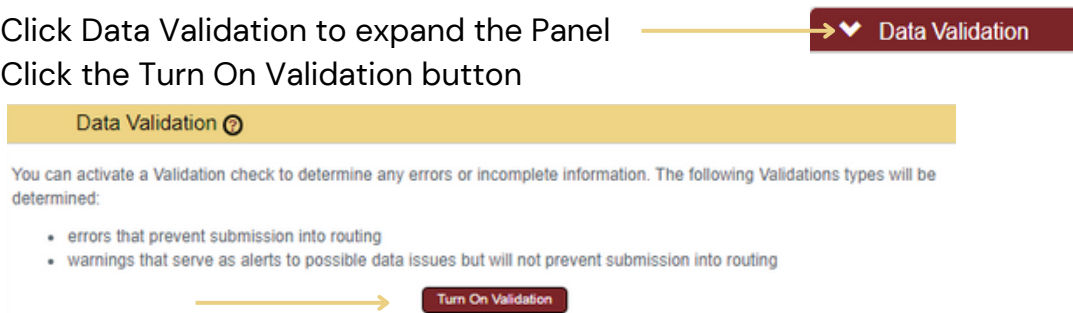 Click Data Validation to expand the Panel
Data Validation
Click the Turn On Validation button
Data Validation ?
You can activate a Validation check to determine any errors or incomplete information. The following Validations types will be
determined:
• errors that prevent submission into routing
• warnings that serve as alerts to possible data issues but will not prevent submission into routing
Turn On Validation